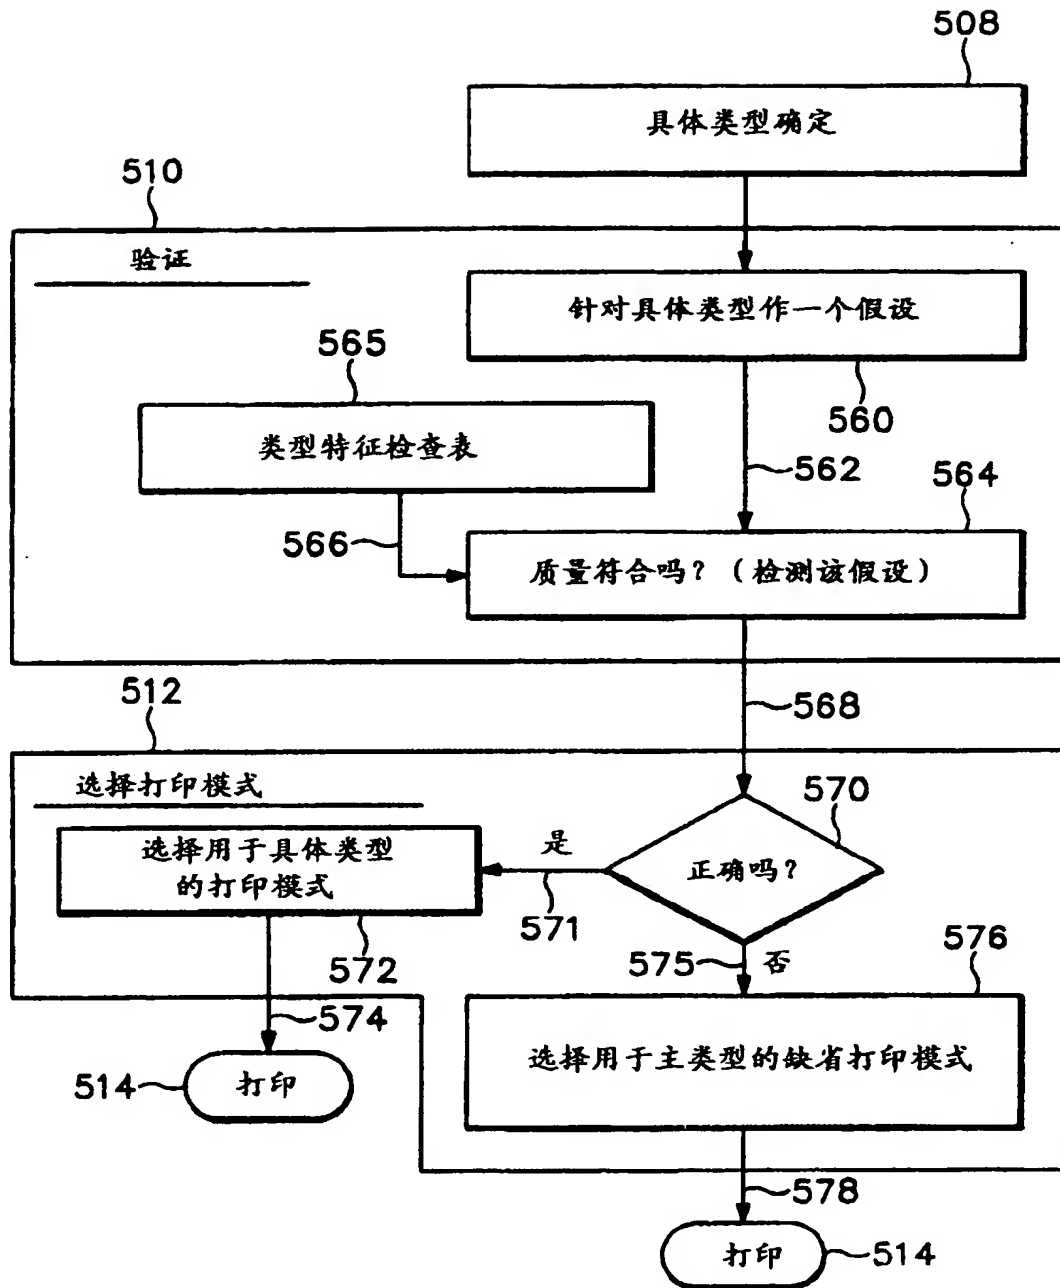 508
具体类型确定
510
验证
针对具体类型作一个假设
565
560
类型特征检查表
562
564
566
质量符合吗？（检测该假设）
512
568
选择打印模式
570
选择用于具体类型
的打印模式
是
正确吗？
571
572
575
否
576
574
选择用于主类型的缺省打印模式
514
打印
578
打印
514